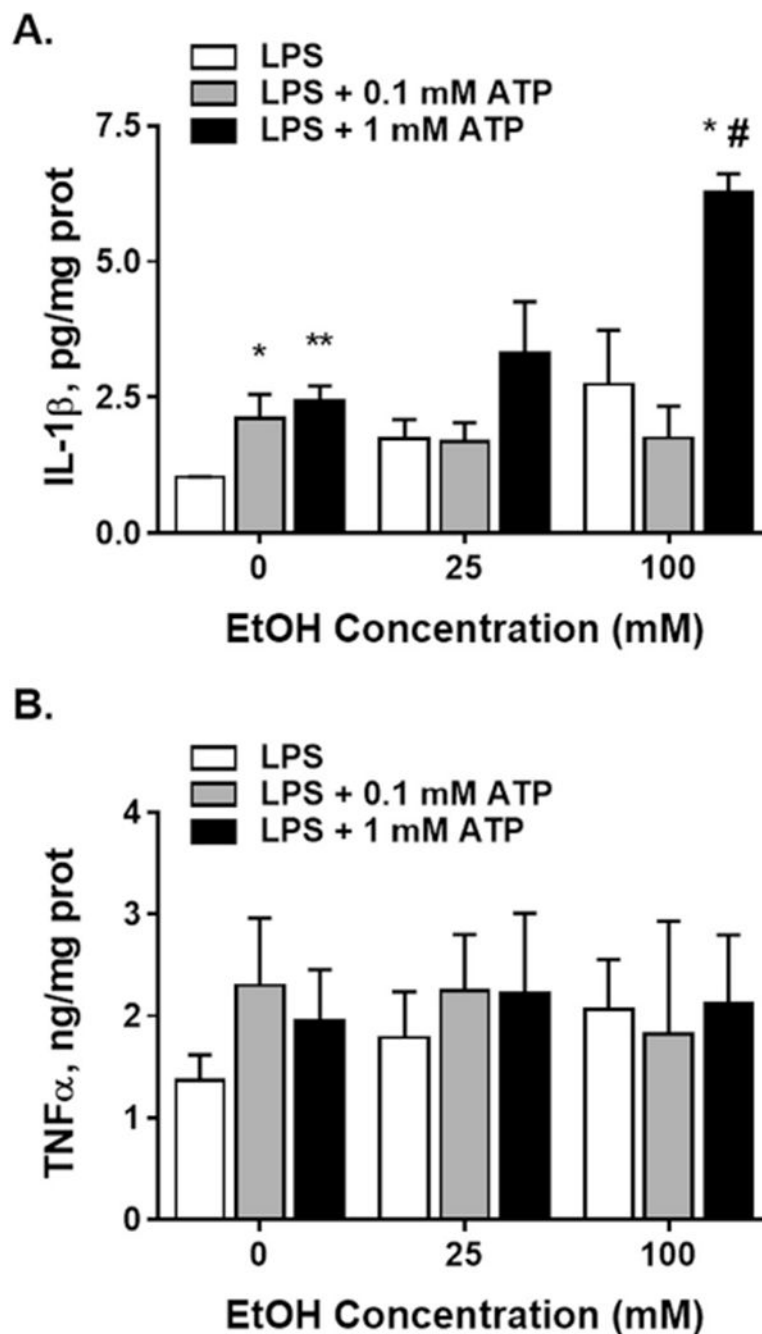 A.
LPS
LPS + 0.1 mM ATP
LPS + 1 mM ATP
7.5
5.0
2.5
0.0
IL-1β, pg/mg prot
* **
* #
0 25 100
EtOH Concentration (mM)
B.
LPS
LPS + 0.1 mM ATP
LPS + 1 mM ATP
4
3
2
1
0
TNFα, ng/mg prot
0 25 100
EtOH Concentration (mM)